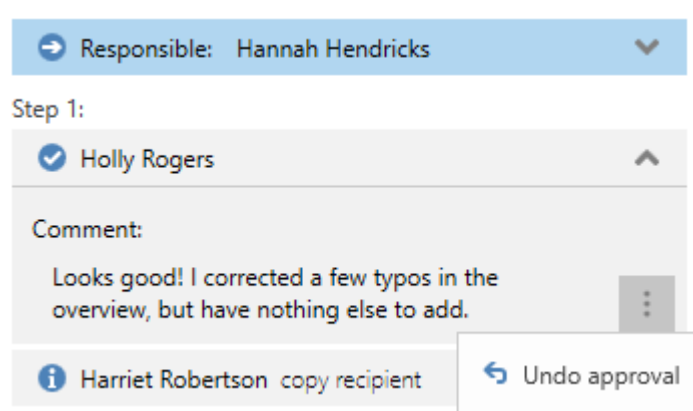 Responsible: Hannah Hendricks
Step 1:
Holly Rogers
Comment:
Looks good! I corrected a few typos in the
overview, but have nothing else to add.
Harriet Robertson copy recipient
Undo approval